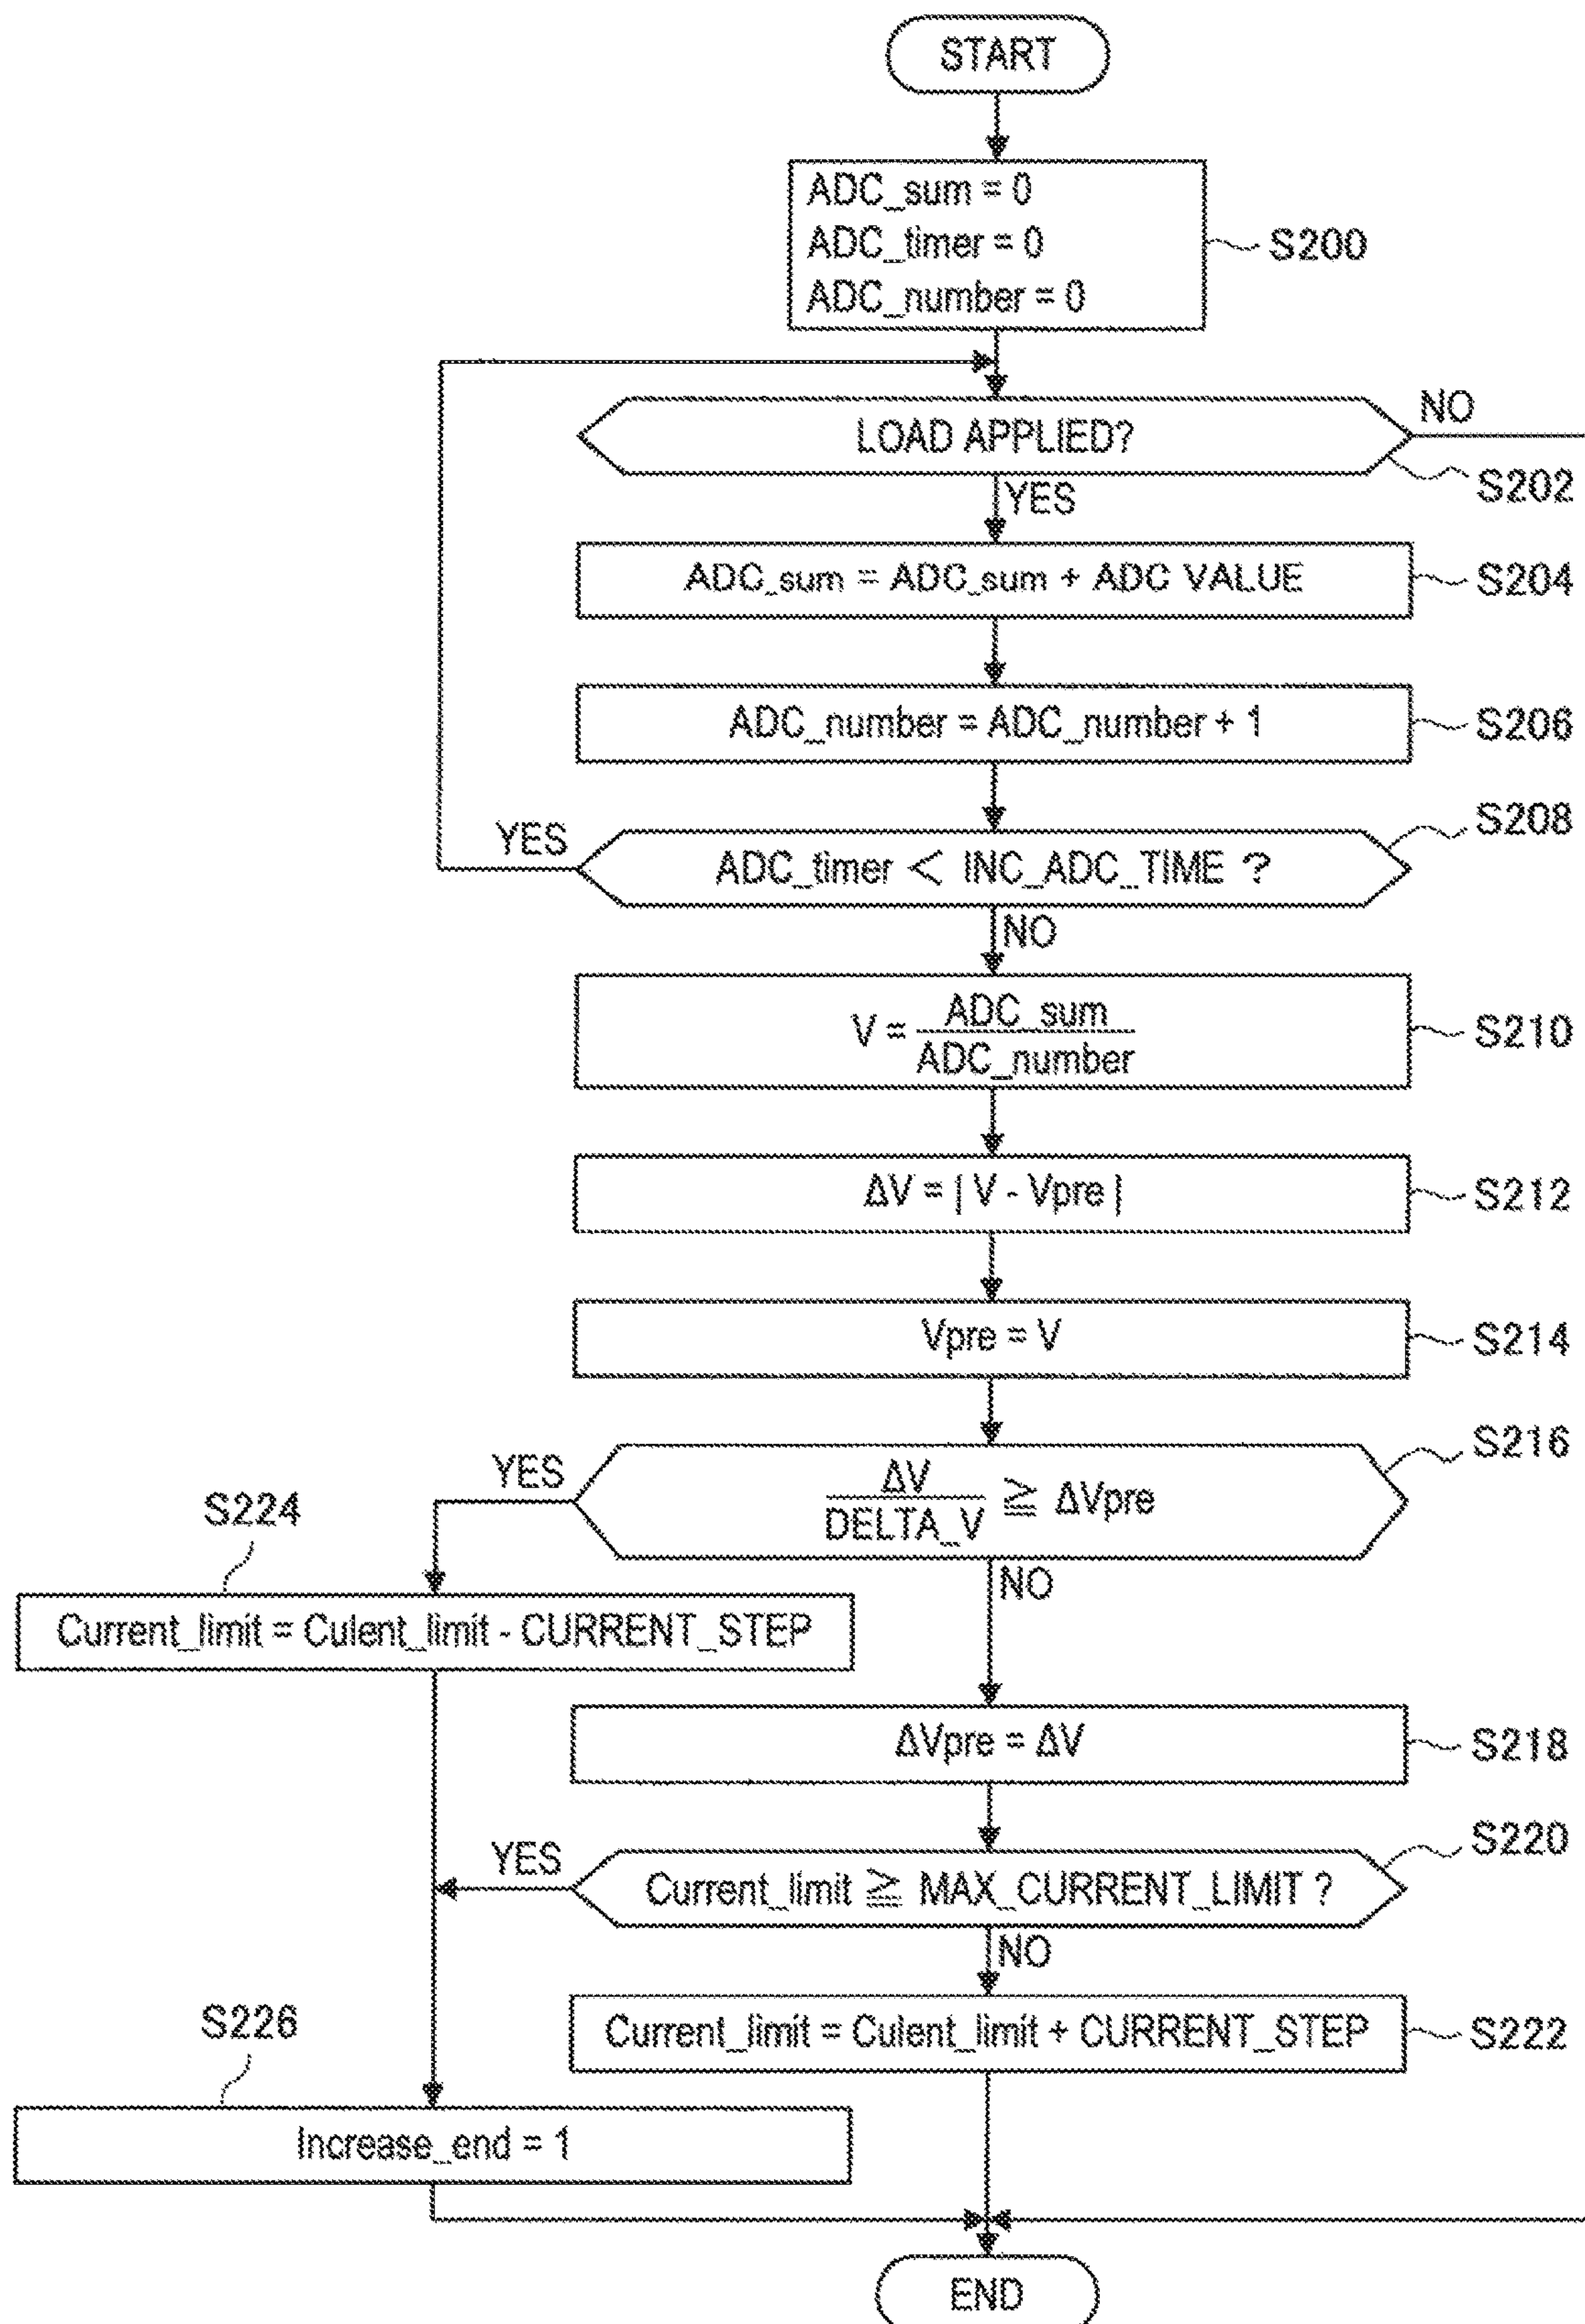 START
ADC_sum = 0
ADC_timer = 0
ADC_number = 0
S200
LOAD APPLIED?
NO
S202
YES
ADC_sum = ADC_sum + ADC VALUE
S204
ADC_number = ADC_number + 1
S206
YES
ADC_timer < INC_ADC_TIME ?
S208
NO
V = ADC_sum
ADC_number
S210
ΔV = | V - Vpre |
S212
Vpre = V
S214
S216
YES
ΔV
DELTA_V ≧ ΔVpre
NO
S224
Current_limit = Culent_limit - CURRENT_STEP
ΔVpre = ΔV
S218
S220
YES
Current_limit ≧ MAX_CURRENT_LIMIT ?
NO
Current_limit = Culent_limit + CURRENT_STEP
S222
S226
Increase_end = 1
END